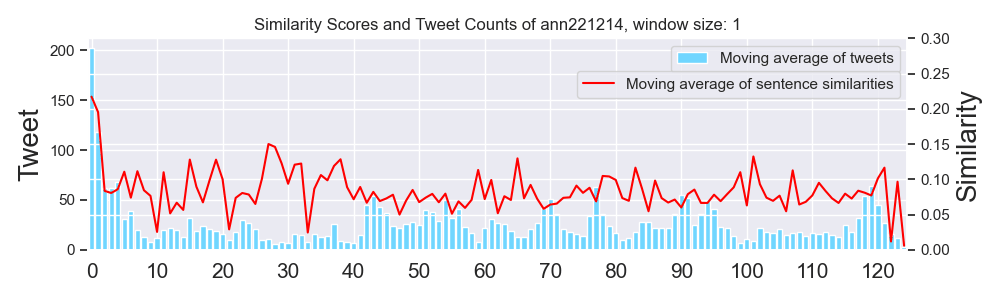 Similarity Scores and Tweet Counts of ann221214, window size: 1
Tweet
200
150
100
50
0
Moving average of tweets
Moving average of sentence similarities
0.30
0.25
0.20
0.15
0.10
0.05
0.00
Similarity
0 10 20 30 40 50 60 70 80 90 100 110 120